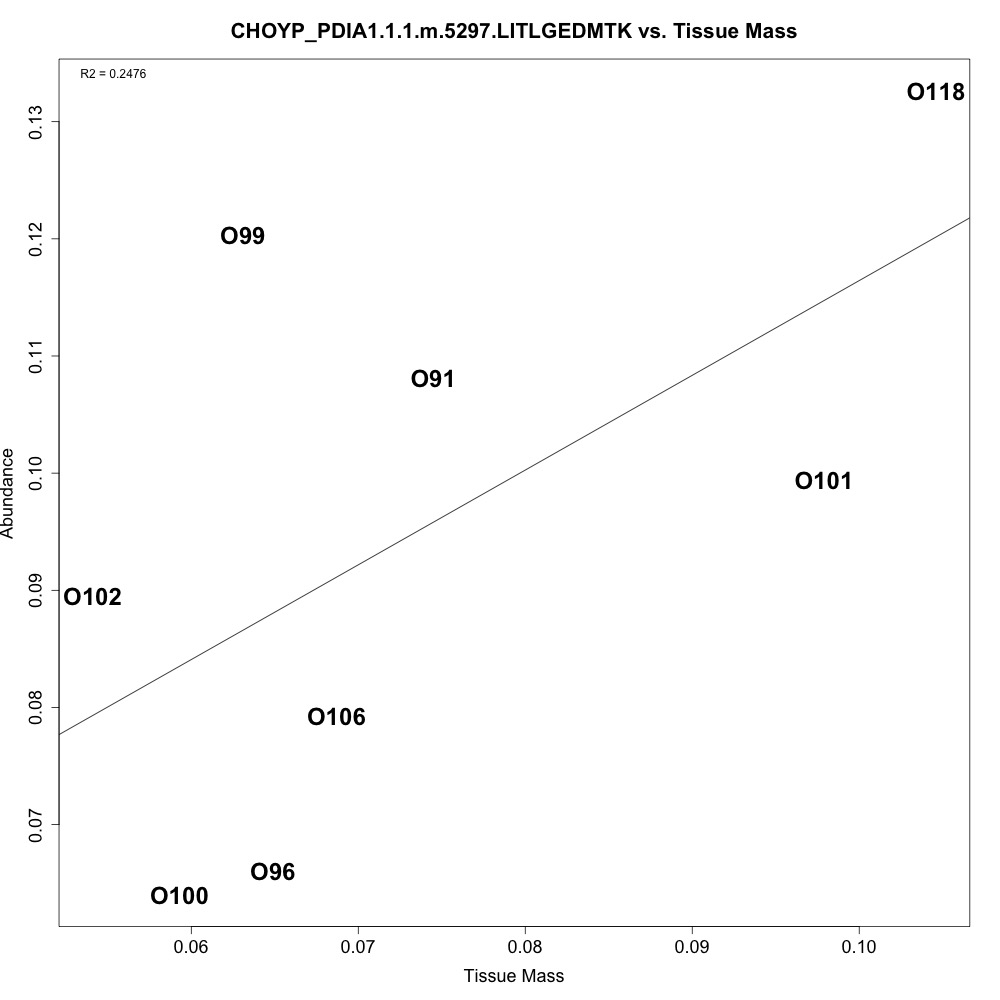 CHOYP_PDIA1.1.1.m.5297.LITLGEDMTK vs. Tissue Mass
R2 = 0.2476
O118
O99
O91
O101
O102
O106
O96
O100
0.13
0.12
0.11
0.10
0.09
0.08
0.07
Abundance
0.06 0.07 0.08 0.09 0.10
Tissue Mass